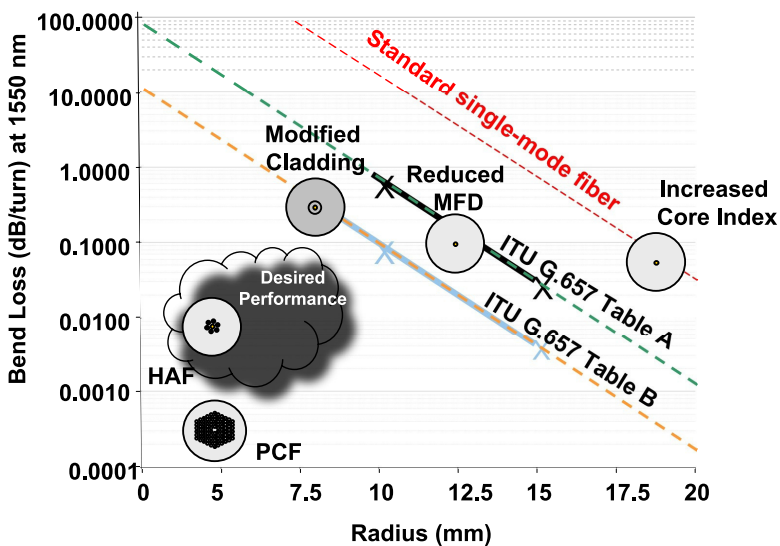 100.0000
10.0000
1.0000
0.1000
0.0100
0.0010
0.0001
Bend Loss (dB/turn) at 1550 nm
Standard single-mode fiber
Modified
Cladding
Reduced
MFD
Increased
Core Index
ITU G.657 Table A
ITU G.657 Table B
Desired
Performance
HAF
PCF
0
5
7.5
10
12.5
15
17.5
20
Radius (mm)